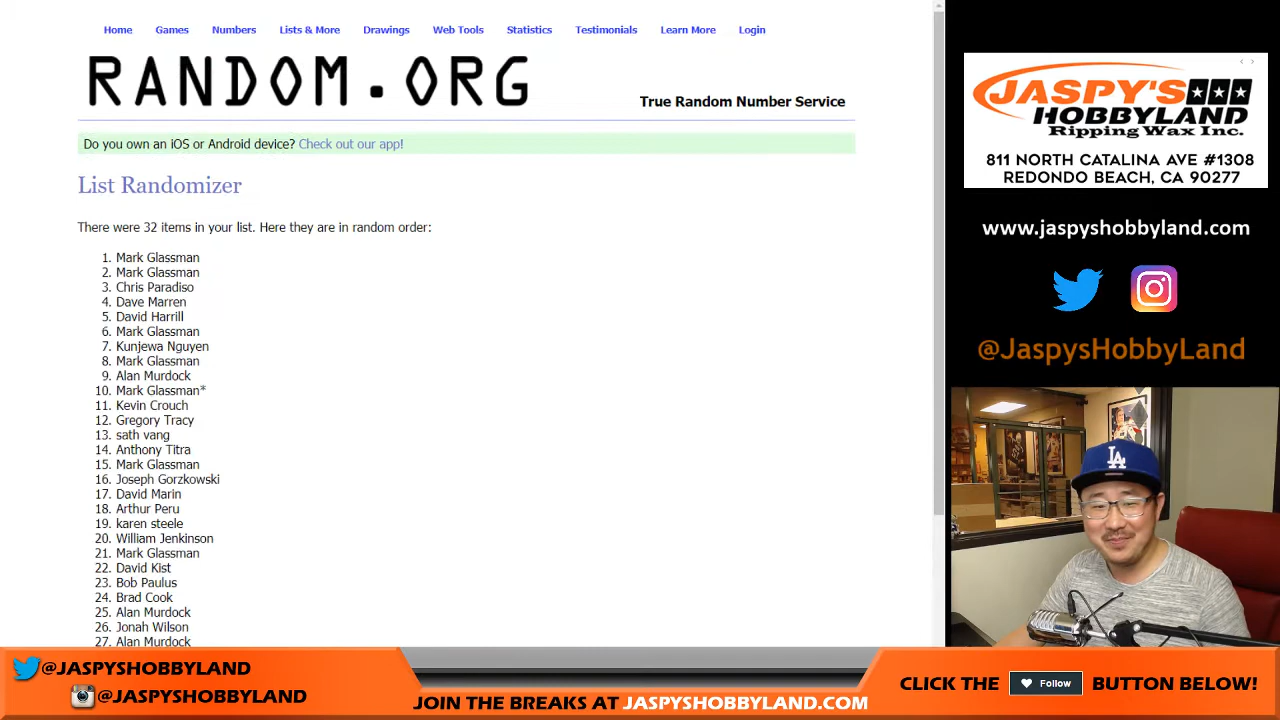 Home Games Numbers Lists & More Drawings Web Tools Statistics Testimonials Learn More Login
RANDOM.ORG
True Random Number Service
Do you own an iOS or Android device? Check out our app!
List Randomizer
There were 32 items in your list. Here they are in random order:
1. Mark Glassman
2. Mark Glassman
3. Chris Paradiso
4. Dave Marren
5. David Harrill
6. Mark Glassman
7. Kunjewa Nguyen
8. Mark Glassman
9. Alan Murdock
10. Mark Glassman*
11. Kevin Crouch
12. Gregory Tracy
13. sath vang
14. Anthony Titra
15. Mark Glassman
16. Joseph Gorzkowski
17. David Marin
18. Arthur Peru
19. karen steele
20. William Jenkinson
21. Mark Glassman
22. David Kist
23. Bob Paulus
24. Brad Cook
25. Alan Murdock
26. Jonah Wilson
27. Alan Murdock
JASPY'S
HOBBYLAND
Ripping Wax Inc.
811 NORTH CATALINA AVE #1308
REDONDO BEACH, CA 90277
www.jaspyshobbyland.com
@JaspysHobbyLand
LA
@JASPYSHOBBYLAND
@JASPYSHOBBYLAND
JOIN THE BREAKS AT JASPYSHOBBYLAND.COM
CLICK THE Follow BUTTON BELOW!